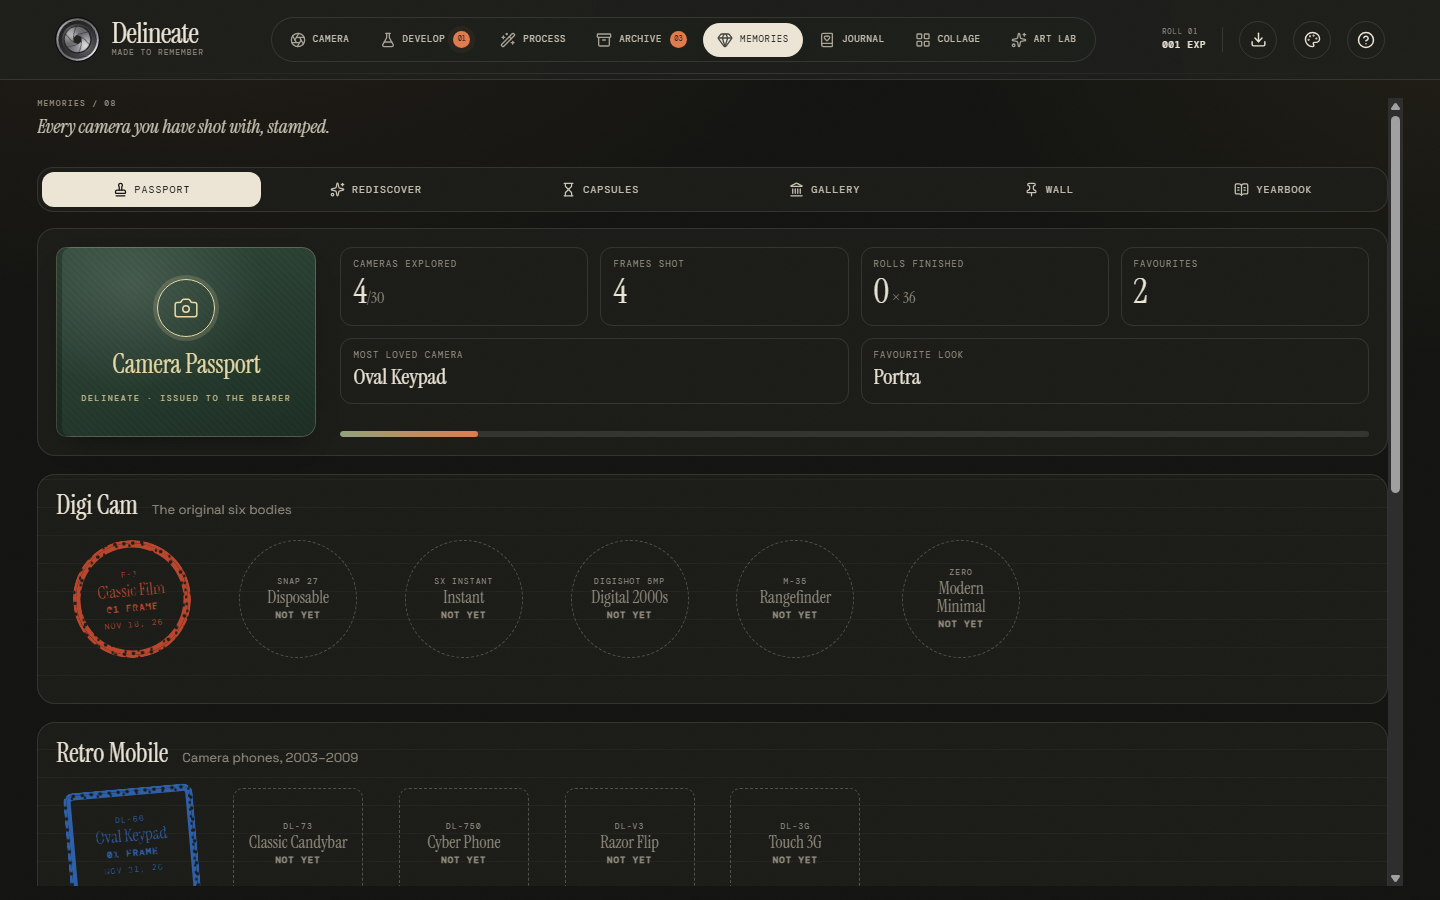 Delineate
MADE TO REMEMBER
CAMERA
DEVELOP 01
PROCESS
ARCHIVE 03
MEMORIES
JOURNAL
COLLAGE
ART LAB
ROLL 01
001 EXP
MEMORIES / 08
Every camera you have shot with, stamped.
PASSPORT
REDISCOVER
CAPSULES
GALLERY
WALL
YEARBOOK
Camera Passport
DELINEATE · ISSUED TO THE BEARER
CAMERAS EXPLORED
4/30
FRAMES SHOT
4
ROLLS FINISHED
0 × 36
FAVOURITES
2
MOST LOVED CAMERA
Oval Keypad
FAVOURITE LOOK
Portra
Digi Cam The original six bodies
Classic Film
01 FRAME
SNAP 27
Disposable
NOT YET
SX INSTANT
Instant
NOT YET
DIGISHOT 5MP
Digital 2000s
NOT YET
M-35
Rangefinder
NOT YET
ZERO
Modern
Minimal
NOT YET
Retro Mobile Camera phones, 2003–2009
Oval Keypad
01 FRAME
DL-73
Classic Candybar
NOT YET
DL-750
Cyber Phone
NOT YET
DL-V3
Razor Flip
NOT YET
DL-3G
Touch 3G
NOT YET